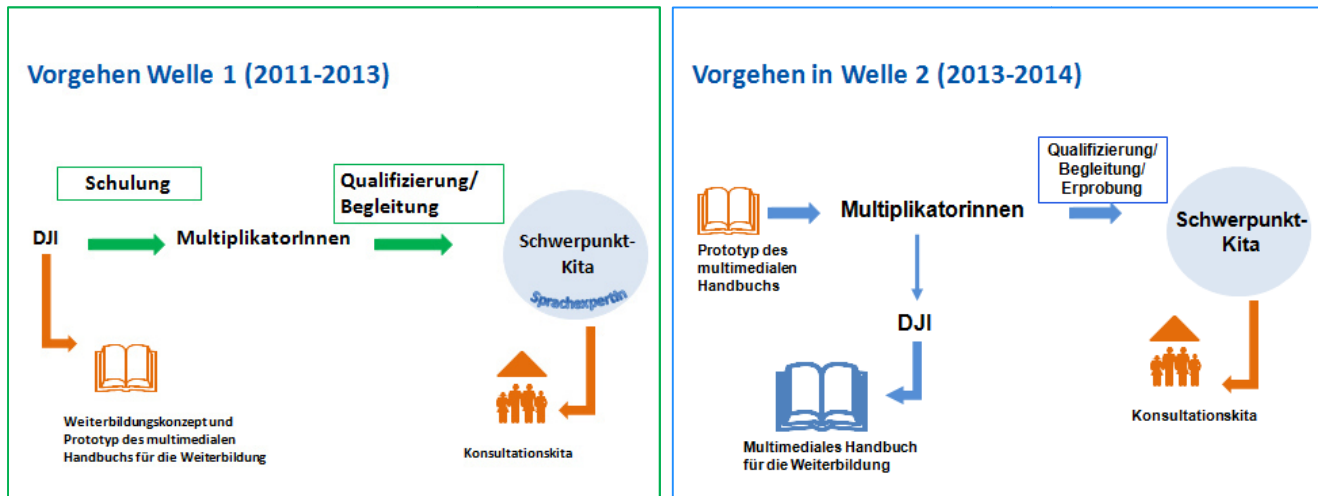 Vorgehen Welle 1 (2011-2013)
Schulung
Qualifizierung/
Begleitung
DJI
MultiplikatorInnen
Schwerpunkt-
Kita
Sprachexpertin
Weiterbildungskonzept und
Prototyp des multimedialen
Handbuchs für die Weiterbildung
Konsultationskita
Vorgehen in Welle 2 (2013-2014)
Qualifizierung/
Begleitung/
Erprobung
Multiplikatorinnen
Schwerpunkt-
Kita
Prototyp des
multimedialen
Handbuchs
DJI
Konsultationskita
Multimediales Handbuch
für die Weiterbildung